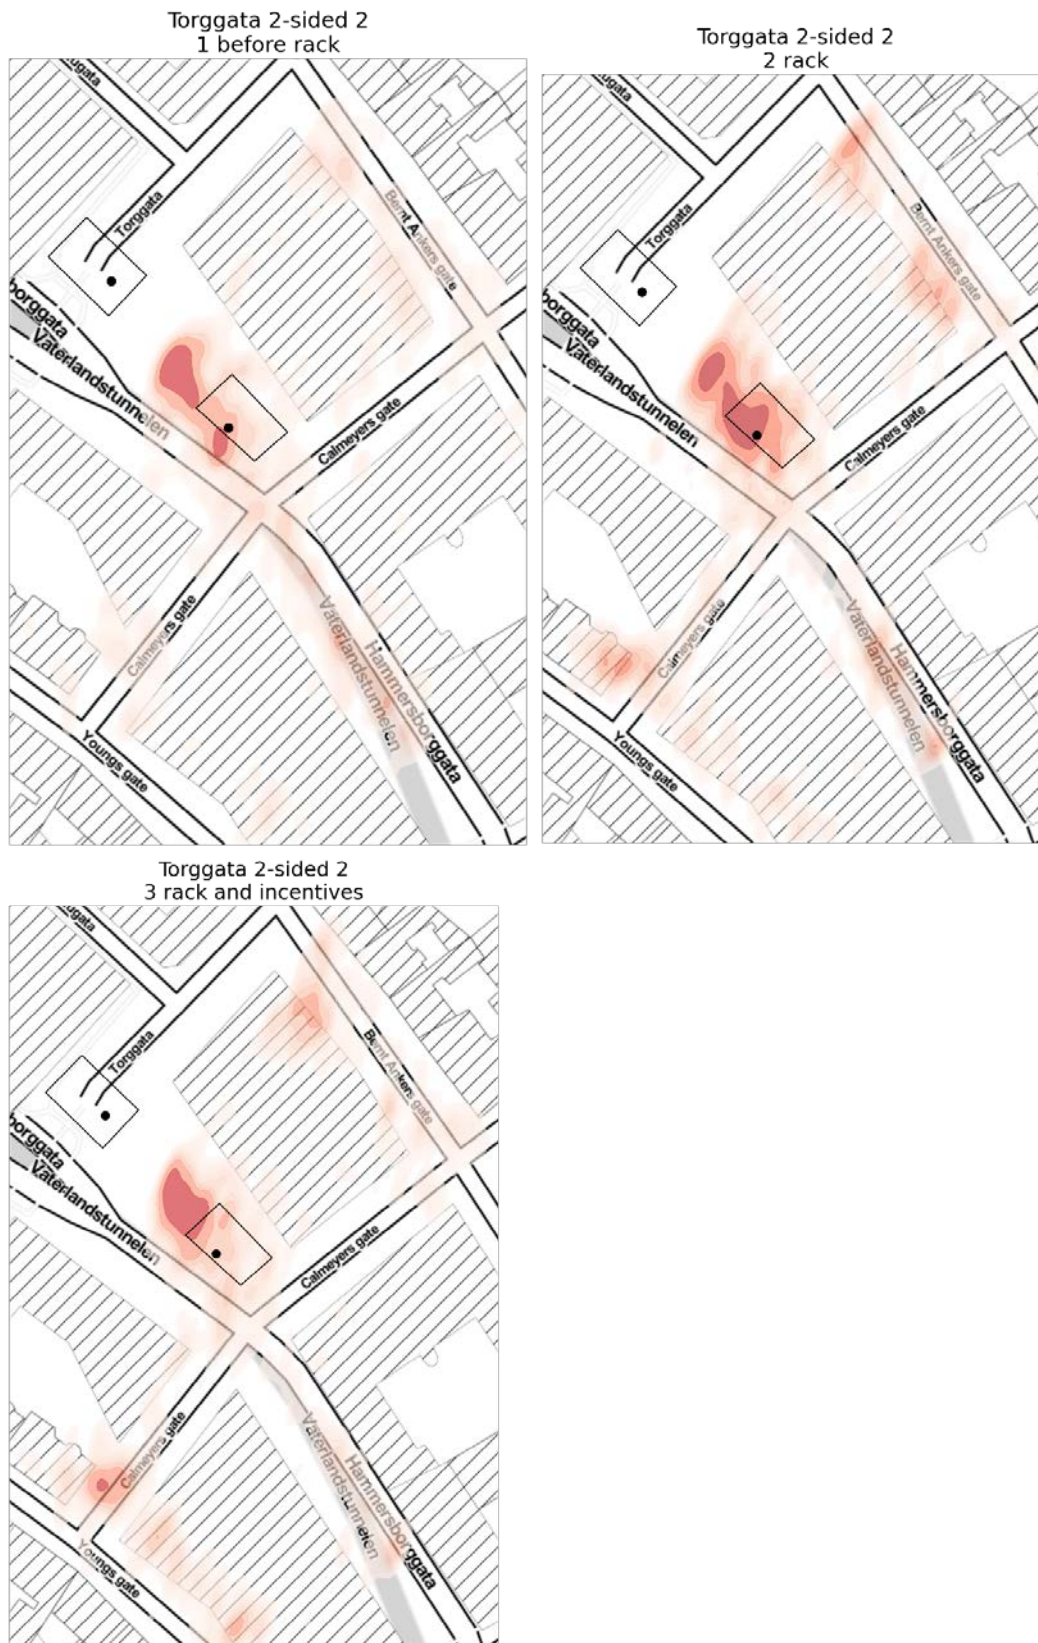 Torggata 2-sided 2
1 before rack
ugata
Torggata
Bernt Ankers gate
borggata
Vaterlandstunnelen
Calmeyers gate
Calmeyers gate
Vaterlandstunnelen
Hammersborggata
Youngs gate
Torggata 2-sided 2
2 rack
ugata
Torggata
Bernt Ankers gate
borggata
Vaterlandstunnelen
Calmeyers gate
Calmeyers gate
Vaterlandstunnelen
Hammersborggata
Youngs gate
Torggata 2-sided 2
3 rack and incentives
ugata
Torggata
Bernt Ankers gate
borggata
Vaterlandstunnelen
Calmeyers gate
Calmeyers gate
Vaterlandstunnelen
Hammersborggata
Youngs gate